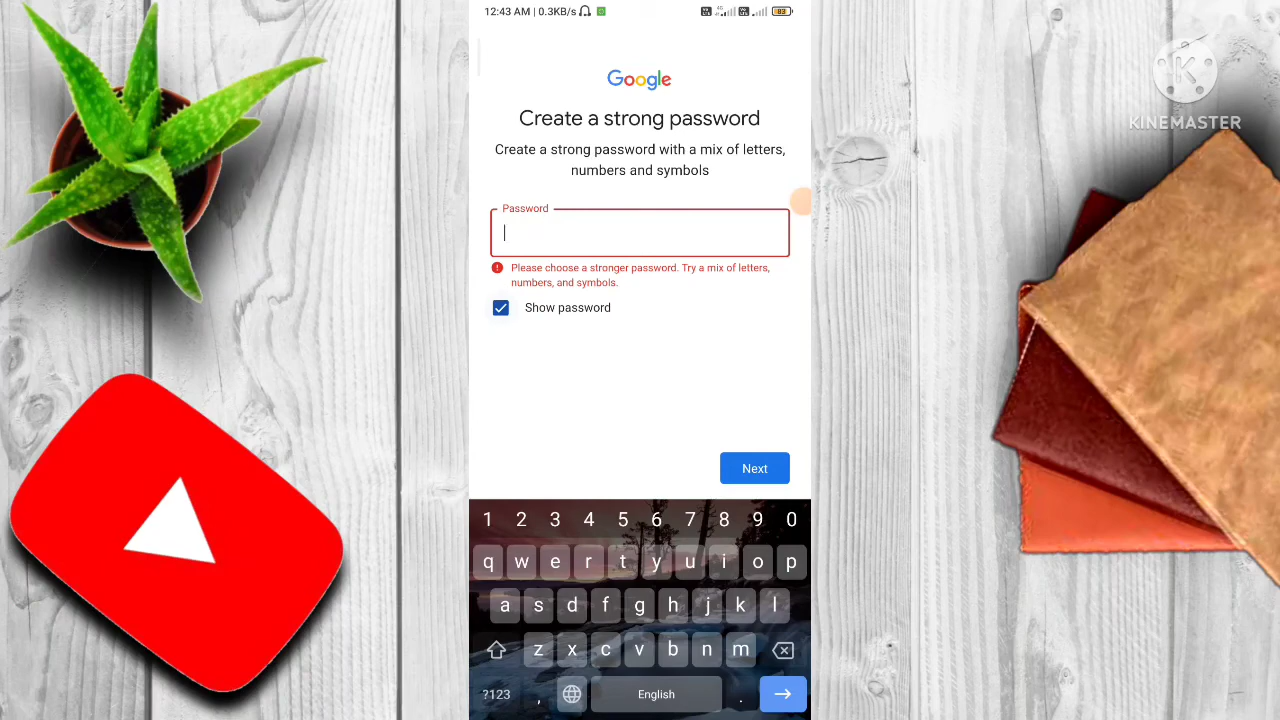 12:43 AM | 0.3KB/s
4G
83
KINEMASTER
Google
Create a strong password
Create a strong password with a mix of letters,
numbers and symbols
Password
Please choose a stronger password. Try a mix of letters,
numbers, and symbols.
Show password
Next
1 2 3 4 5 6 7 8 9 0
q w e r t y u i o p
a s d f g h j k l
z x c v b n m
?123 , English .